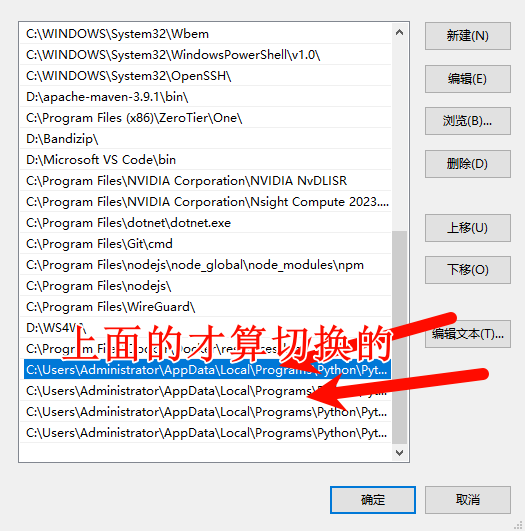 C:\WINDOWS\System32\Wbem
C:\WINDOWS\System32\WindowsPowerShell\v1.0\
C:\WINDOWS\System32\OpenSSH\
D:\apache-maven-3.9.1\bin\
C:\Program Files (x86)\ZeroTier\One\
D:\Bandizip\
D:\Microsoft VS Code\bin
C:\Program Files\NVIDIA Corporation\NVIDIA NvDLISR
C:\Program Files\NVIDIA Corporation\Nsight Compute 2023....
C:\Program Files\dotnet\dotnet.exe
C:\Program Files\Git\cmd
C:\Program Files\nodejs\node_global\node_modules\npm
C:\Program Files\nodejs\
C:\Program Files\WireGuard\
上面的才算切换的
C:\Users\Administrator\AppData\Local\Programs\Python\Pyt...
C:\Users\Administrator\AppData\Local\Programs\
C:\Users\Administrator\AppData\Local\Programs\Python\Pyt...
C:\Users\Administrator\AppData\Local\Programs\Python\Pyt...
新建(N)
编辑(E)
浏览(B)...
删除(D)
上移(U)
下移(O)
编辑文本(T)...
确定
取消